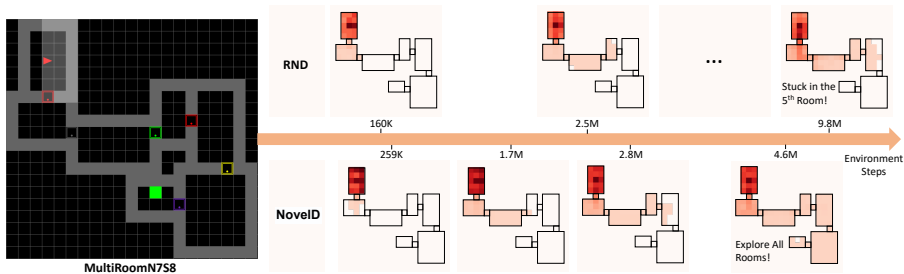 RND
...
Stuck in the
5th Room!
160K
2.5M
9.8M
259K
1.7M
2.8M
4.6M
Environment
Steps
NovelD
Explore All
Rooms!
MultiRoomN7S8